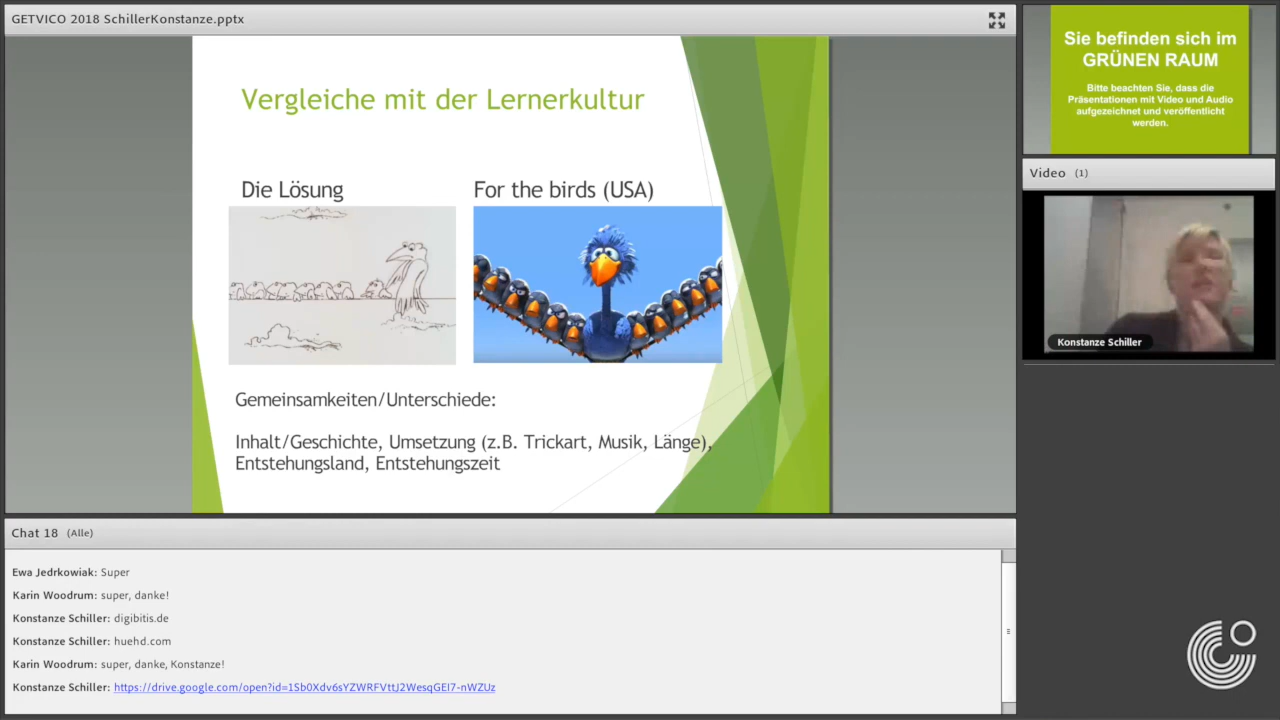 GETVICO 2018 SchillerKonstanze.pptx
Vergleiche mit der Lernerkultur
Die Lösung
For the birds (USA)
Gemeinsamkeiten/Unterschiede:
Inhalt/Geschichte, Umsetzung (z.B. Trickart, Musik, Länge),
Entstehungsland, Entstehungszeit
Sie befinden sich im
GRÜNEN RAUM
Bitte beachten Sie, dass die
Präsentationen mit Video und Audio
aufgezeichnet und veröffentlicht
werden.
Video (1)
Konstanze Schiller
Chat 18 (Alle)
Ewa Jedrkowiak: Super
Karin Woodrum: super, danke!
Konstanze Schiller: digibitis.de
Konstanze Schiller: huehd.com
Karin Woodrum: super, danke, Konstanze!
Konstanze Schiller: https://drive.google.com/open?id=1Sb0Xdv6sYZWRFVttJ2WesqGEI7-nWZUz